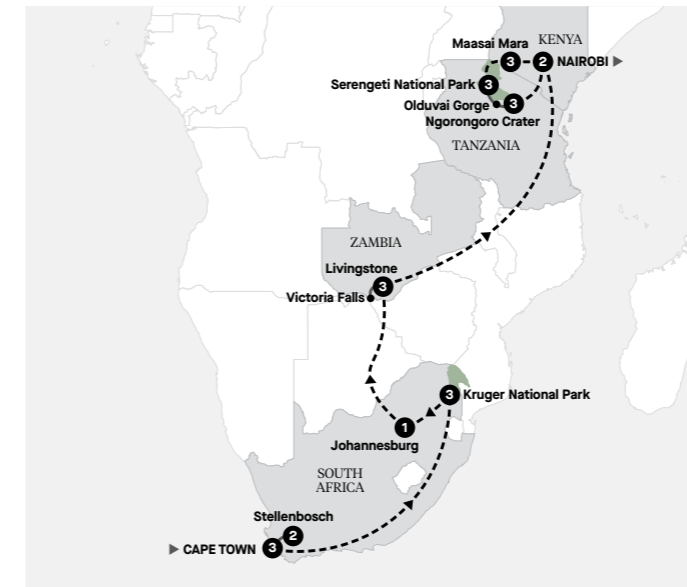 KENYA
Maasai Mara
3
2
NAIROBI ▶
Serengeti National Park
3
Olduvai Gorge
3
Ngorongoro Crater
TANZANIA
ZAMBIA
Livingstone
3
Victoria Falls
3
Kruger National Park
1
Johannesburg
SOUTH
AFRICA
Stellenbosch
2
▶ CAPE TOWN
3